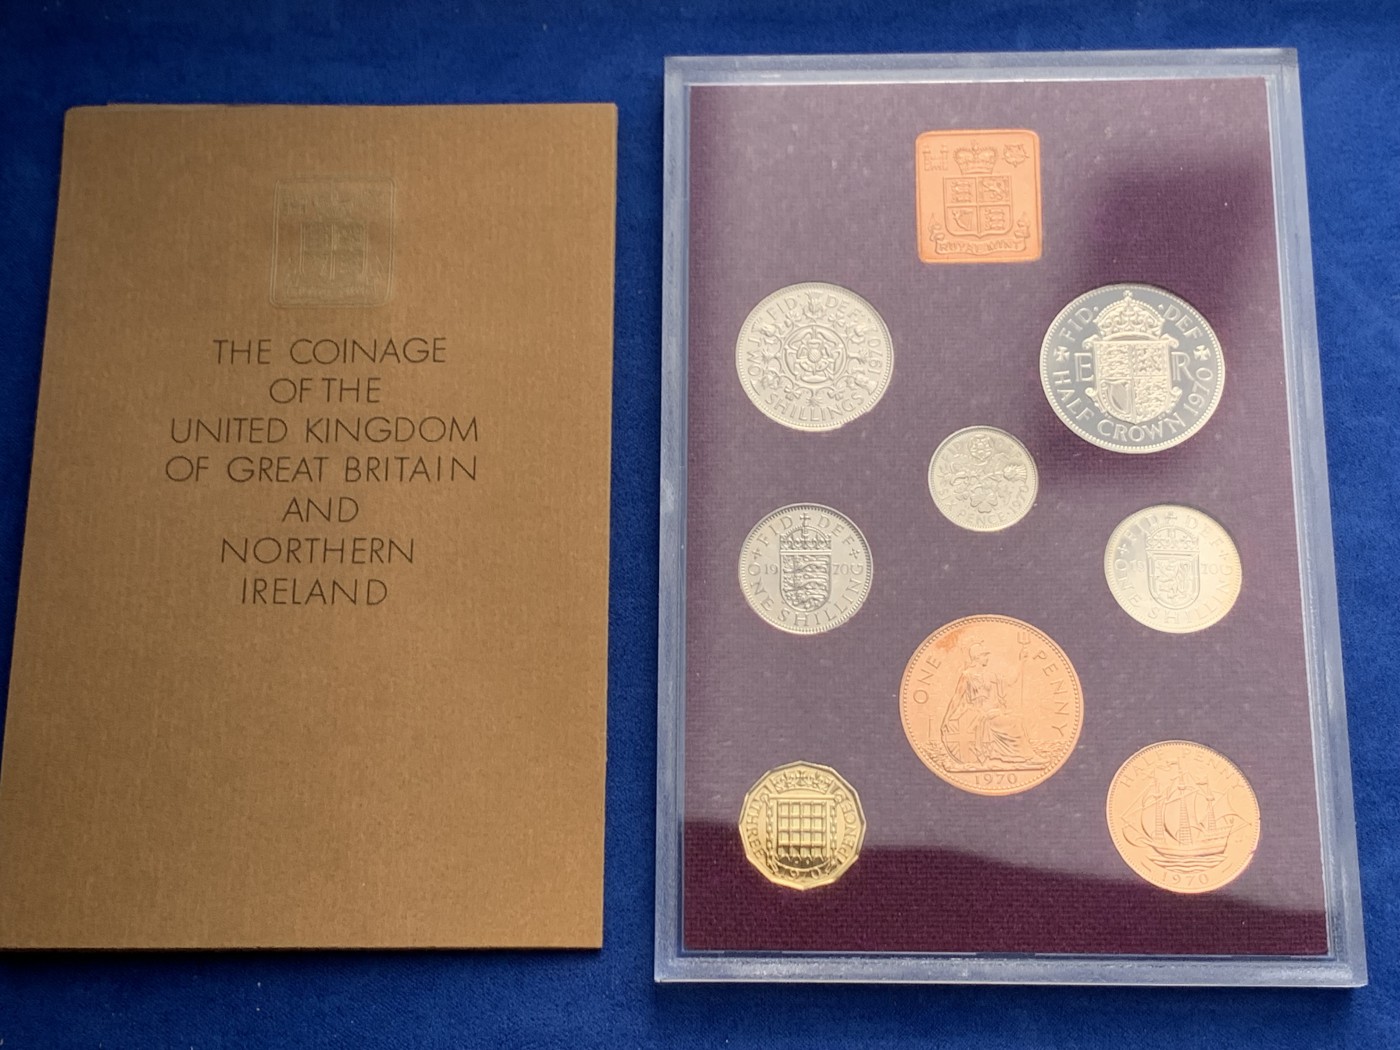 THE COINAGE
OF THE
UNITED KINGDOM
OF GREAT BRITAIN
AND
NORTHERN
IRELAND
ROYAL MINT
FID DEF 1970
TWO SHILLINGS
FID · DEF
E R
HALF CROWN 1970
SIX PENCE · 1970
FID DEF
19 70
ONE SHILLING
FID DEF
19 70
ONE SHILLING
ONE PENNY
1970
THREE PENCE
1970
HALF PENNY
1970